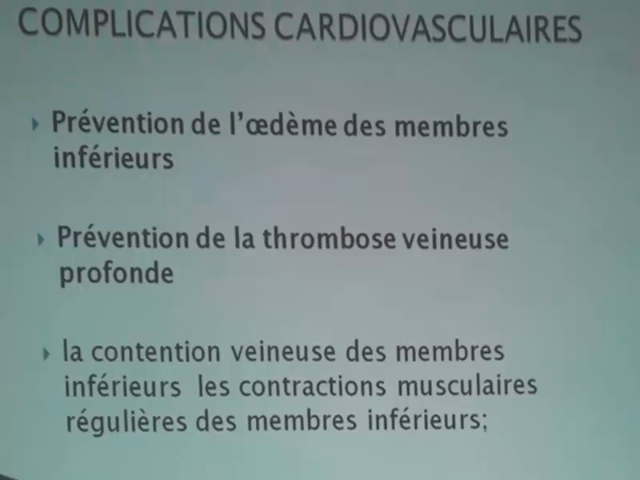 COMPLICATIONS CARDIOVASCULAIRES
Prévention de l'œdème des membres
inférieurs
Prévention de la thrombose veineuse
profonde
la contention veineuse des membres
inférieurs les contractions musculaires
régulières des membres inférieurs;